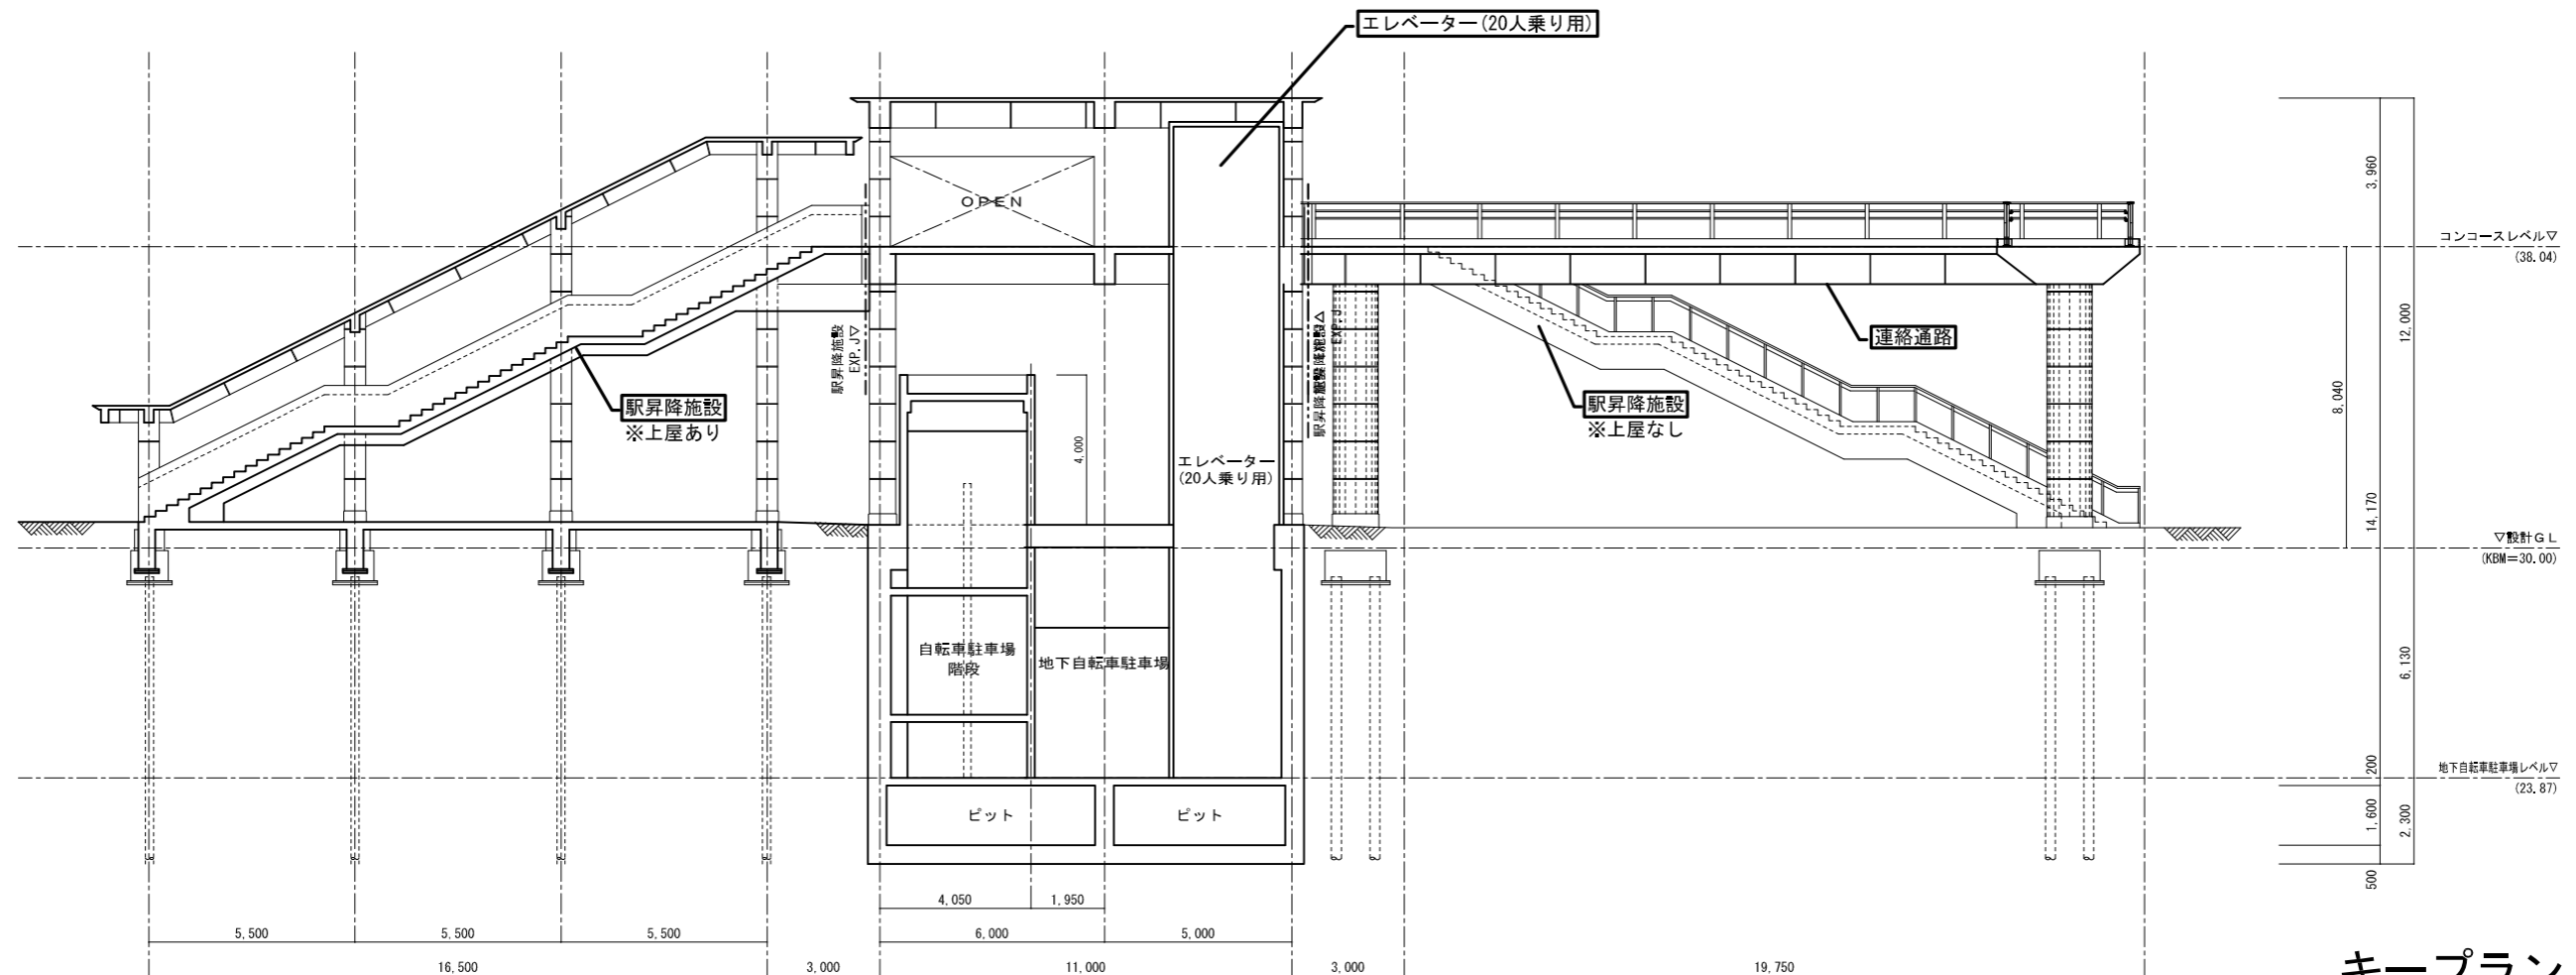 エレベーター(20人乗り用)
3,960
OPEN
コンコースレベル▽
(38.04)
駅昇降施設
EXP.J▽
駅昇降施設△
EXP.J
連絡通路
12,000
8,040
駅昇降施設
※上屋あり
駅昇降施設
※上屋なし
4,000
エレベーター
(20人乗り用)
14,170
▽設計GL
(KBM=30.00)
自転車駐車場
階段
地下自転車駐車場
6,130
200
地下自転車駐車場レベル▽
(23.87)
ピット
ピット
1,600
2,300
500
4,050
1,950
5,500
5,500
5,500
6,000
5,000
16,500
3,000
11,000
3,000
19,750
キープラン